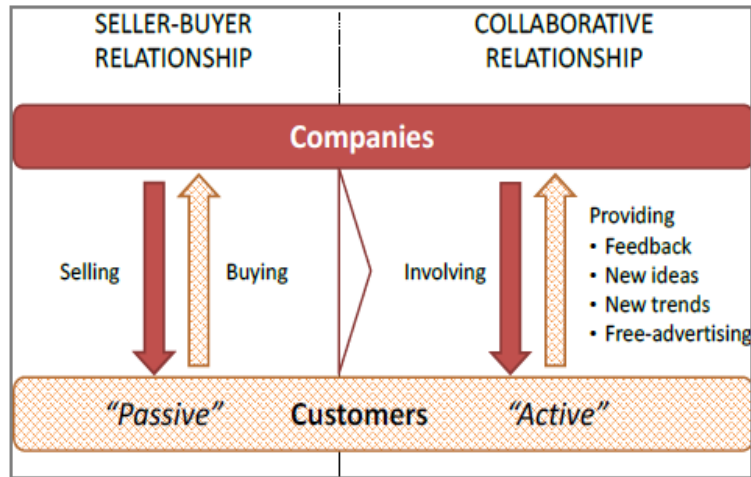 SELLER-BUYER
RELATIONSHIP
COLLABORATIVE
RELATIONSHIP
Companies
Selling
Buying
Involving
Providing
• Feedback
• New ideas
• New trends
• Free-advertising
"Passive" Customers "Active"